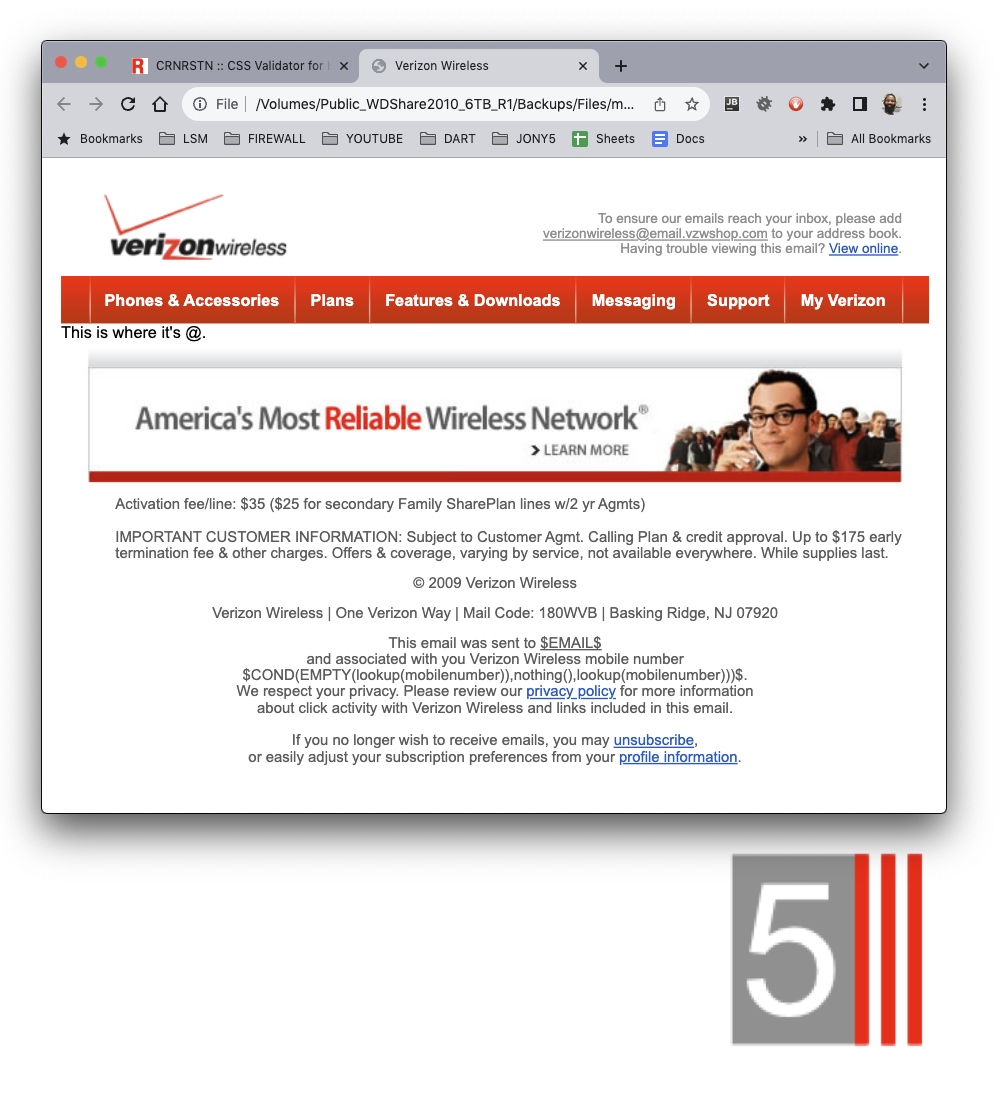 CRNRSTN :: CSS Validator for
Verizon Wireless
File
/Volumes/Public_WDShare2010_6TB_R1/Backups/Files/m...
JB
Bookmarks
LSM
FIREWALL
YOUTUBE
DART
JONY5
Sheets
Docs
»
All Bookmarks
verizonwireless
To ensure our emails reach your inbox, please add
verizonwireless@email.vzwshop.com to your address book.
Having trouble viewing this email? View online.
Phones & Accessories
Plans
Features & Downloads
Messaging
Support
My Verizon
This is where it's @.
America's Most Reliable Wireless Network®
> LEARN MORE
Activation fee/line: $35 ($25 for secondary Family SharePlan lines w/2 yr Agmts)
IMPORTANT CUSTOMER INFORMATION: Subject to Customer Agmt. Calling Plan & credit approval. Up to $175 early
termination fee & other charges. Offers & coverage, varying by service, not available everywhere. While supplies last.
© 2009 Verizon Wireless
Verizon Wireless | One Verizon Way | Mail Code: 180WVB | Basking Ridge, NJ 07920
This email was sent to $EMAIL$
and associated with you Verizon Wireless mobile number
$COND(EMPTY(lookup(mobilenumber)),nothing(),lookup(mobilenumber)))$.
We respect your privacy. Please review our privacy policy for more information
about click activity with Verizon Wireless and links included in this email.
If you no longer wish to receive emails, you may unsubscribe,
or easily adjust your subscription preferences from your profile information.
5